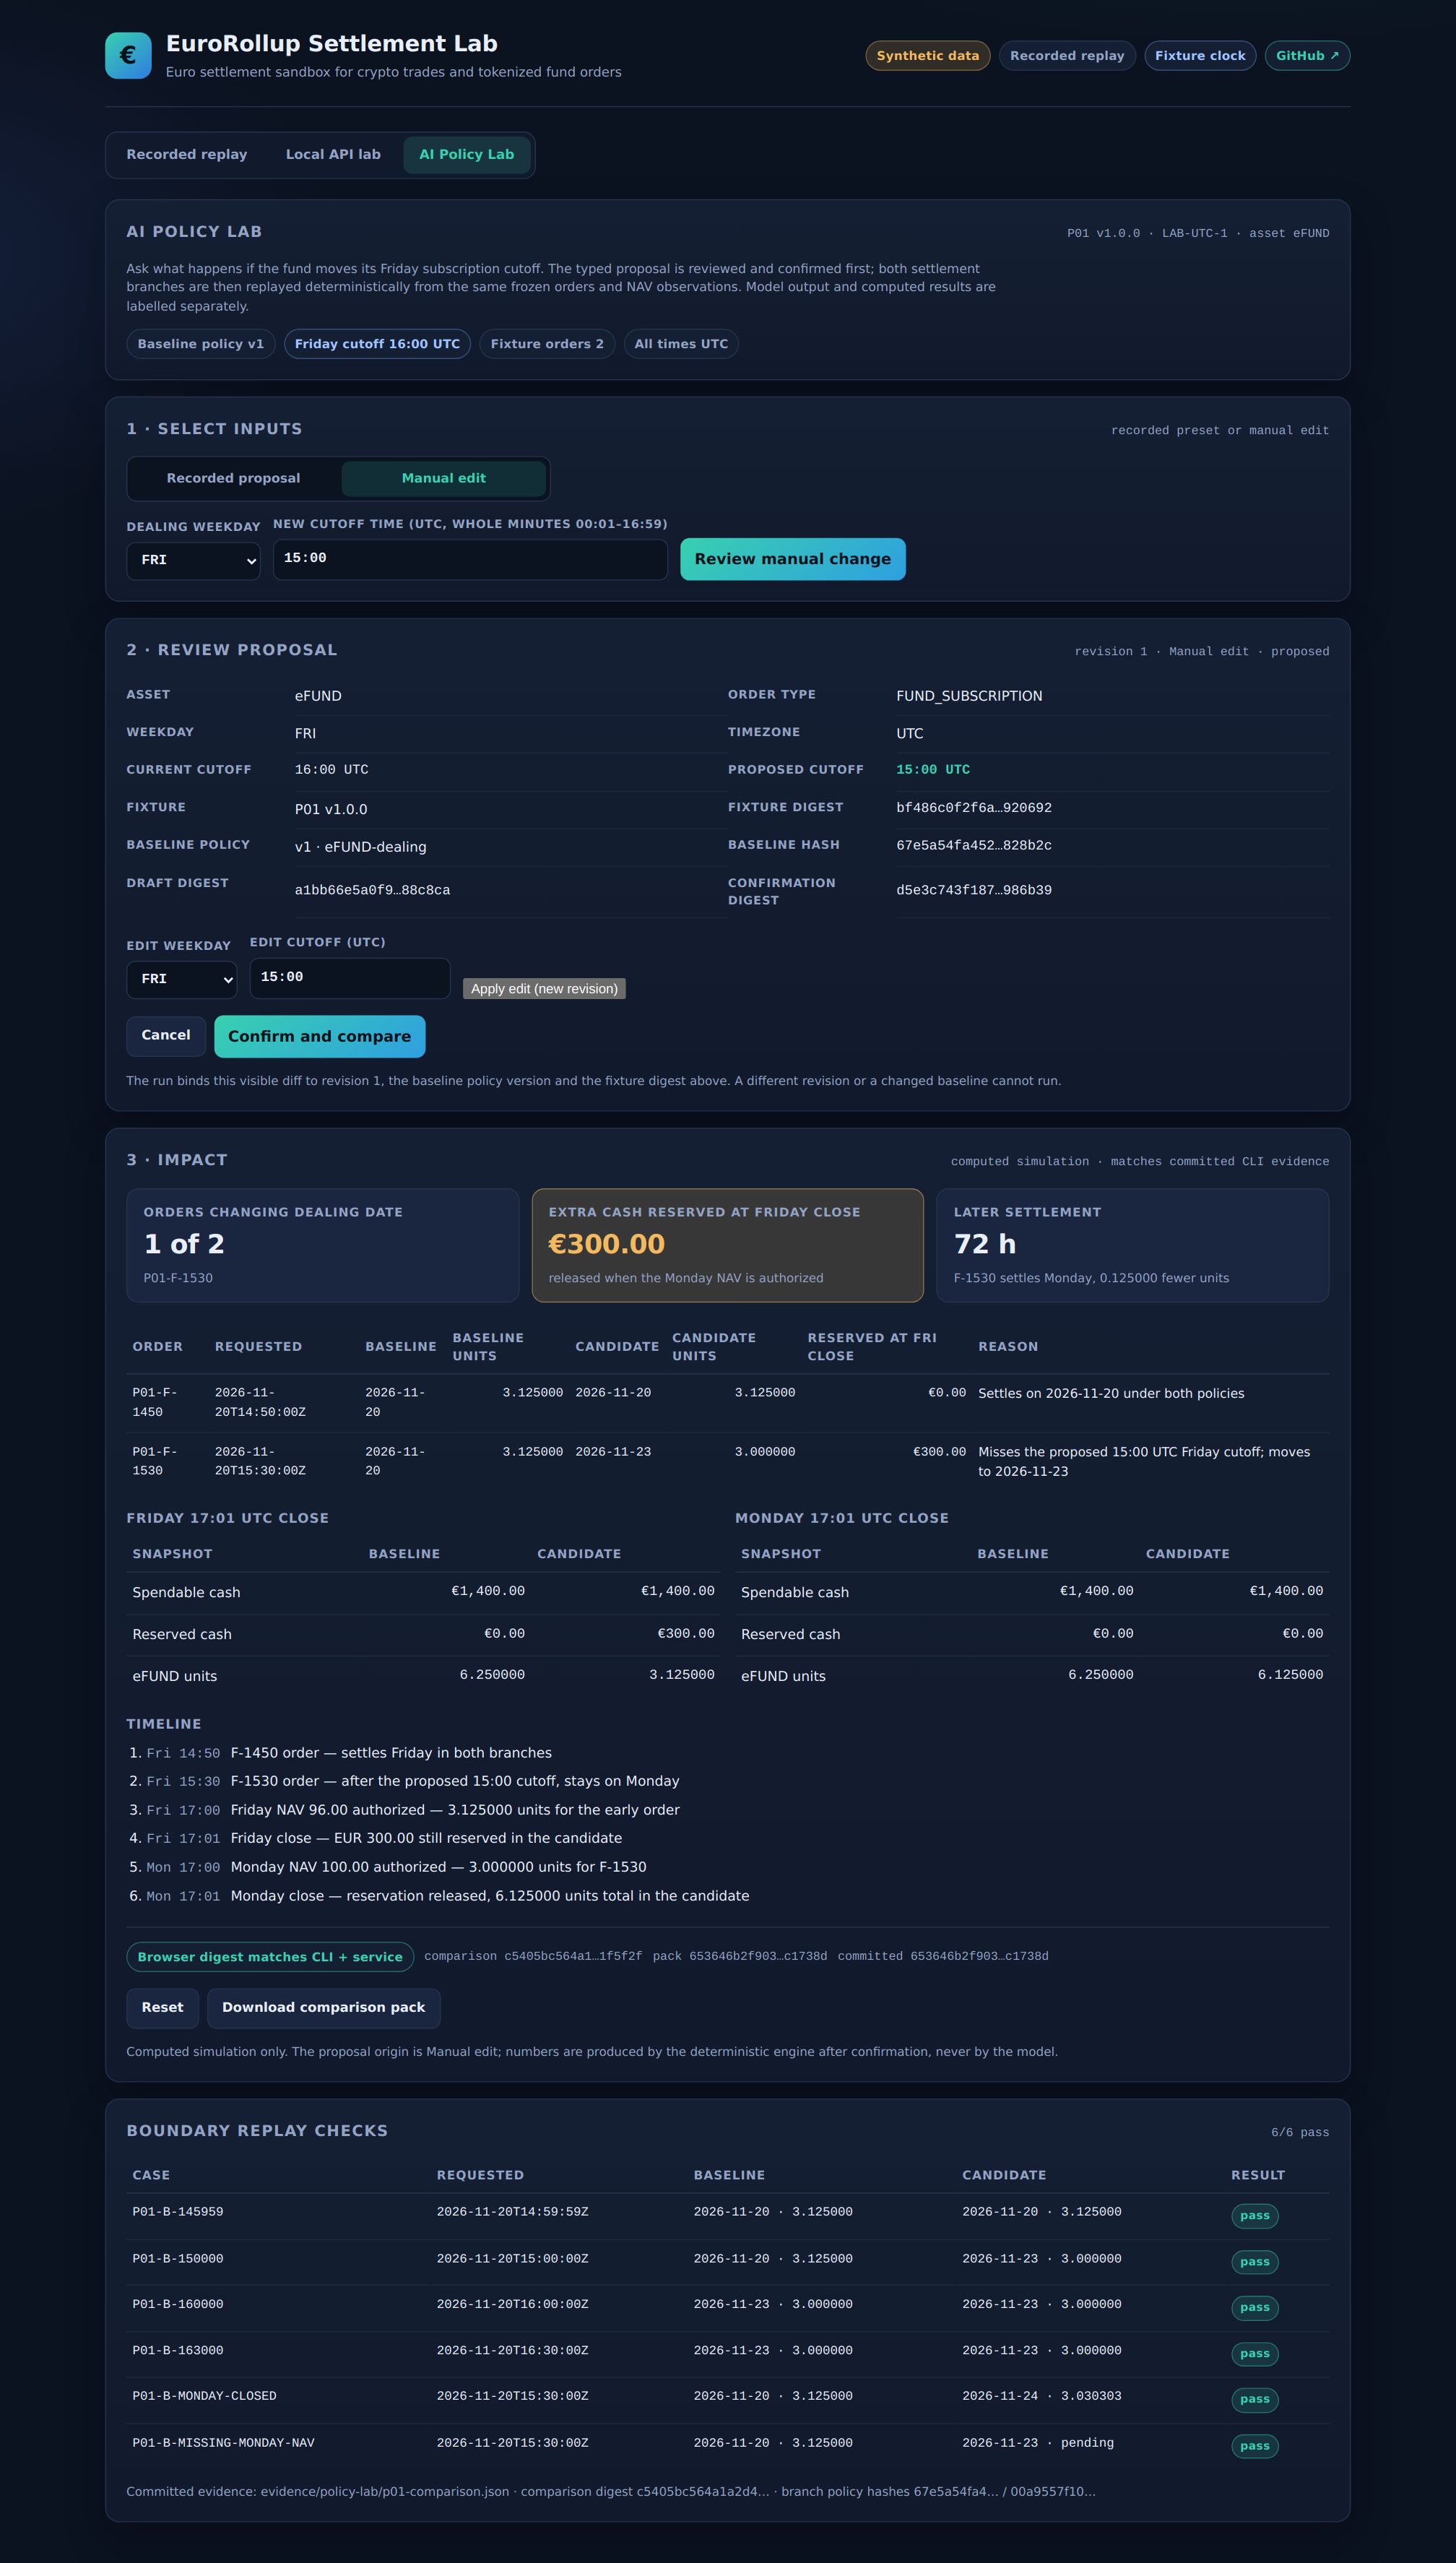 €
EuroRollup Settlement Lab
Euro settlement sandbox for crypto trades and tokenized fund orders
Synthetic data
Recorded replay
Fixture clock
GitHub ↗
Recorded replay
Local API lab
AI Policy Lab
AI POLICY LAB
P01 v1.0.0 · LAB-UTC-1 · asset eFUND
Ask what happens if the fund moves its Friday subscription cutoff. The typed proposal is reviewed and confirmed first; both settlement
branches are then replayed deterministically from the same frozen orders and NAV observations. Model output and computed results are
labelled separately.
Baseline policy v1
Friday cutoff 16:00 UTC
Fixture orders 2
All times UTC
1 · SELECT INPUTS
recorded preset or manual edit
Recorded proposal
Manual edit
DEALING WEEKDAY
NEW CUTOFF TIME (UTC, WHOLE MINUTES 00:01–16:59)
FRI
15:00
Review manual change
2 · REVIEW PROPOSAL
revision 1 · Manual edit · proposed
ASSET eFUND ORDER TYPE FUND_SUBSCRIPTION
WEEKDAY FRI TIMEZONE UTC
CURRENT CUTOFF 16:00 UTC PROPOSED CUTOFF 15:00 UTC
FIXTURE P01 v1.0.0 FIXTURE DIGEST bf486c0f2f6a…920692
BASELINE POLICY v1 · eFUND-dealing BASELINE HASH 67e5a54fa452…828b2c
DRAFT DIGEST a1bb66e5a0f9…88c8ca CONFIRMATION DIGEST d5e3c743f187…986b39
EDIT WEEKDAY
EDIT CUTOFF (UTC)
FRI
15:00
Apply edit (new revision)
Cancel
Confirm and compare
The run binds this visible diff to revision 1, the baseline policy version and the fixture digest above. A different revision or a changed baseline cannot run.
3 · IMPACT
computed simulation · matches committed CLI evidence
ORDERS CHANGING DEALING DATE
1 of 2
P01-F-1530
EXTRA CASH RESERVED AT FRIDAY CLOSE
€300.00
released when the Monday NAV is authorized
LATER SETTLEMENT
72 h
F-1530 settles Monday, 0.125000 fewer units
ORDER REQUESTED BASELINE BASELINE UNITS CANDIDATE CANDIDATE UNITS RESERVED AT FRI CLOSE REASON
P01-F-1450 2026-11-20T14:50:00Z 2026-11-20 3.125000 2026-11-20 3.125000 €0.00 Settles on 2026-11-20 under both policies
P01-F-1530 2026-11-20T15:30:00Z 2026-11-20 3.125000 2026-11-23 3.000000 €300.00 Misses the proposed 15:00 UTC Friday cutoff; moves to 2026-11-23
FRIDAY 17:01 UTC CLOSE
SNAPSHOT BASELINE CANDIDATE
Spendable cash €1,400.00 €1,400.00
Reserved cash €0.00 €300.00
eFUND units 6.250000 3.125000
MONDAY 17:01 UTC CLOSE
SNAPSHOT BASELINE CANDIDATE
Spendable cash €1,400.00 €1,400.00
Reserved cash €0.00 €0.00
eFUND units 6.250000 6.125000
TIMELINE
1. Fri 14:50 F-1450 order — settles Friday in both branches
2. Fri 15:30 F-1530 order — after the proposed 15:00 cutoff, stays on Monday
3. Fri 17:00 Friday NAV 96.00 authorized — 3.125000 units for the early order
4. Fri 17:01 Friday close — EUR 300.00 still reserved in the candidate
5. Mon 17:00 Monday NAV 100.00 authorized — 3.000000 units for F-1530
6. Mon 17:01 Monday close — reservation released, 6.125000 units total in the candidate
Browser digest matches CLI + service
comparison c5405bc564a1…1f5f2f pack 653646b2f903…c1738d committed 653646b2f903…c1738d
Reset
Download comparison pack
Computed simulation only. The proposal origin is Manual edit; numbers are produced by the deterministic engine after confirmation, never by the model.
BOUNDARY REPLAY CHECKS
6/6 pass
CASE REQUESTED BASELINE CANDIDATE RESULT
P01-B-145959 2026-11-20T14:59:59Z 2026-11-20 · 3.125000 2026-11-20 · 3.125000 pass
P01-B-150000 2026-11-20T15:00:00Z 2026-11-20 · 3.125000 2026-11-23 · 3.000000 pass
P01-B-160000 2026-11-20T16:00:00Z 2026-11-23 · 3.000000 2026-11-23 · 3.000000 pass
P01-B-163000 2026-11-20T16:30:00Z 2026-11-23 · 3.000000 2026-11-23 · 3.000000 pass
P01-B-MONDAY-CLOSED 2026-11-20T15:30:00Z 2026-11-20 · 3.125000 2026-11-24 · 3.030303 pass
P01-B-MISSING-MONDAY-NAV 2026-11-20T15:30:00Z 2026-11-20 · 3.125000 2026-11-23 · pending pass
Committed evidence: evidence/policy-lab/p01-comparison.json · comparison digest c5405bc564a1a2d4… · branch policy hashes 67e5a54fa4… / 00a9557f10…